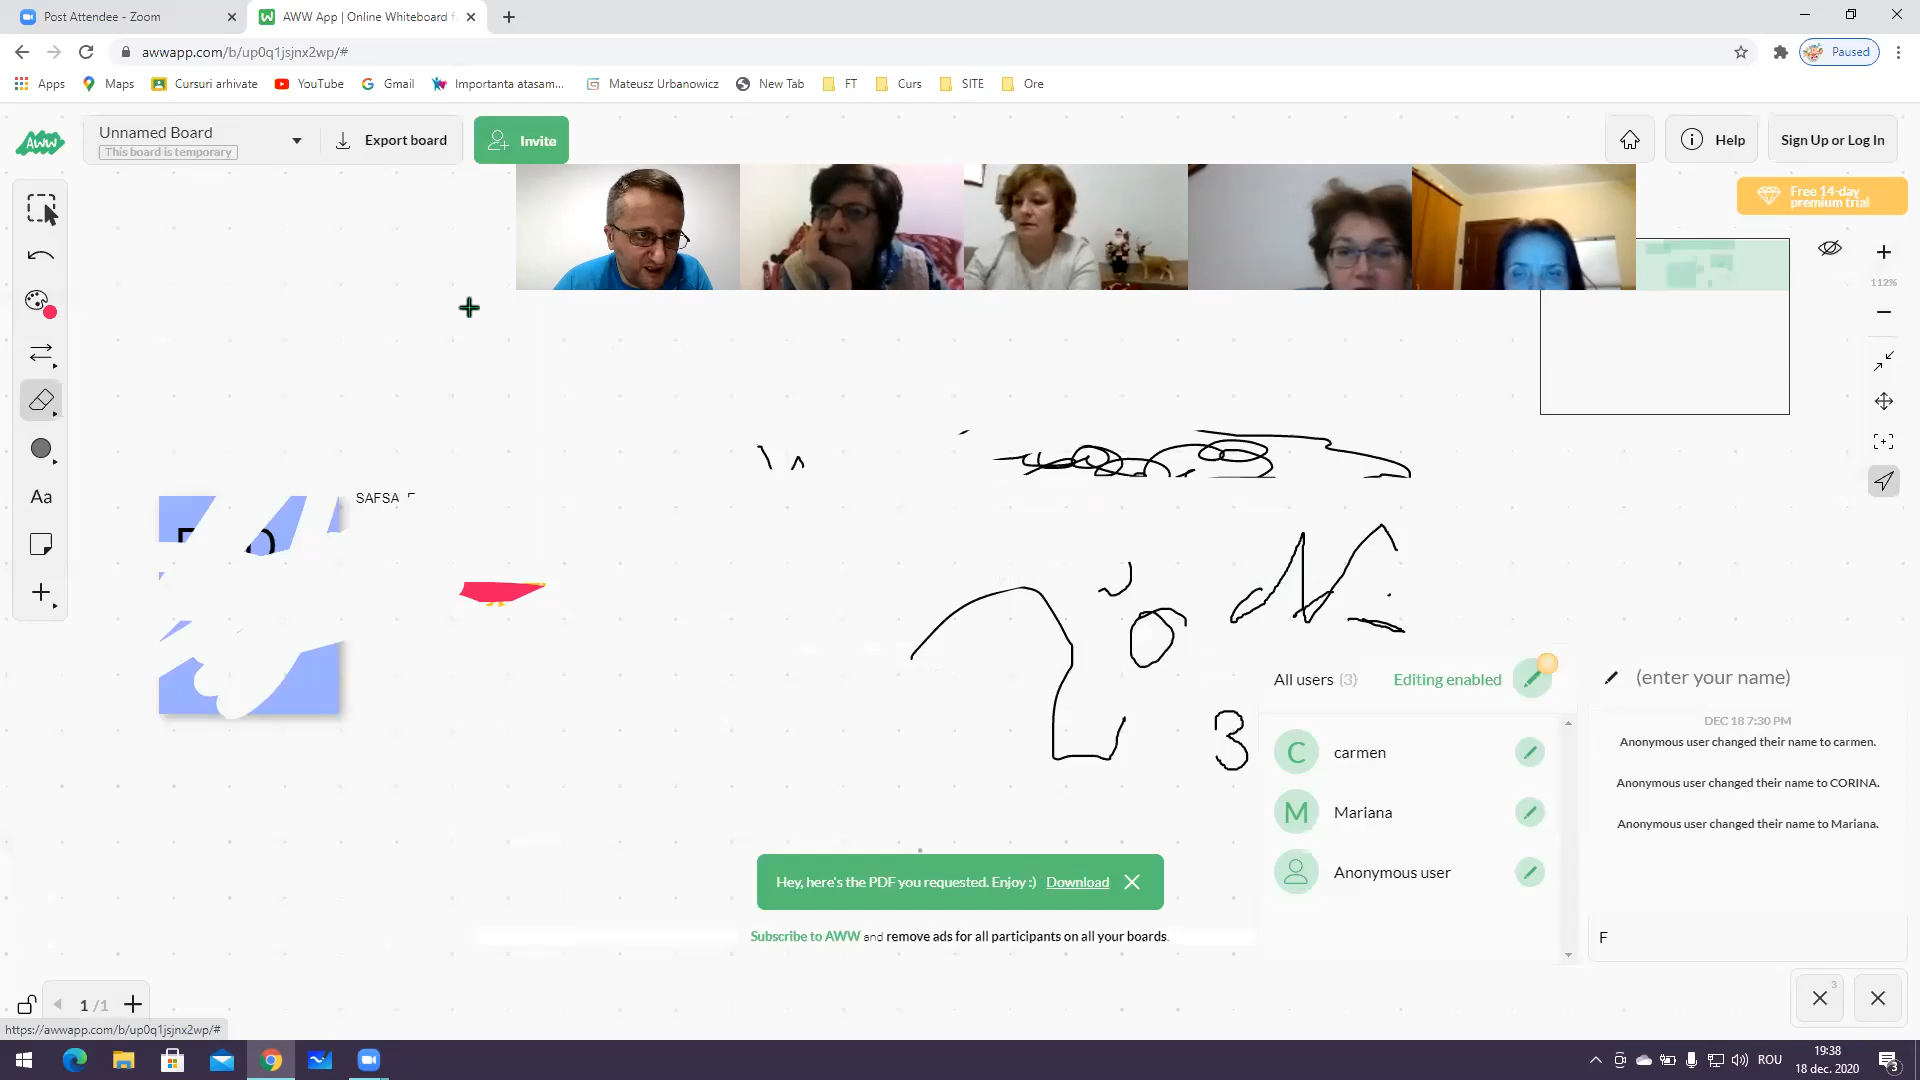 Post Attendee - Zoom
AWW App | Online Whiteboard f
awwapp.com/b/up0q1jsjnx2wp/#
Paused
Apps
Maps
Cursuri arhivate
YouTube
Gmail
Importanta atasam...
Mateusz Urbanowicz
New Tab
FT
Curs
SITE
Ore
AWW
Unnamed Board
This board is temporary
Export board
Invite
Help
Sign Up or Log In
Free 14-day
premium trial
112%
Aa
SAFSA
3
All users (3)
Editing enabled
C
carmen
M
Mariana
Anonymous user
(enter your name)
DEC 18 7:30 PM
Anonymous user changed their name to carmen.
Anonymous user changed their name to CORINA.
Anonymous user changed their name to Mariana.
F
Hey, here's the PDF you requested. Enjoy :) Download
Subscribe to AWW and remove ads for all participants on all your boards.
1 /1
3
https://awwapp.com/b/up0q1jsjnx2wp/#
ROU
19:38
18 dec. 2020
3